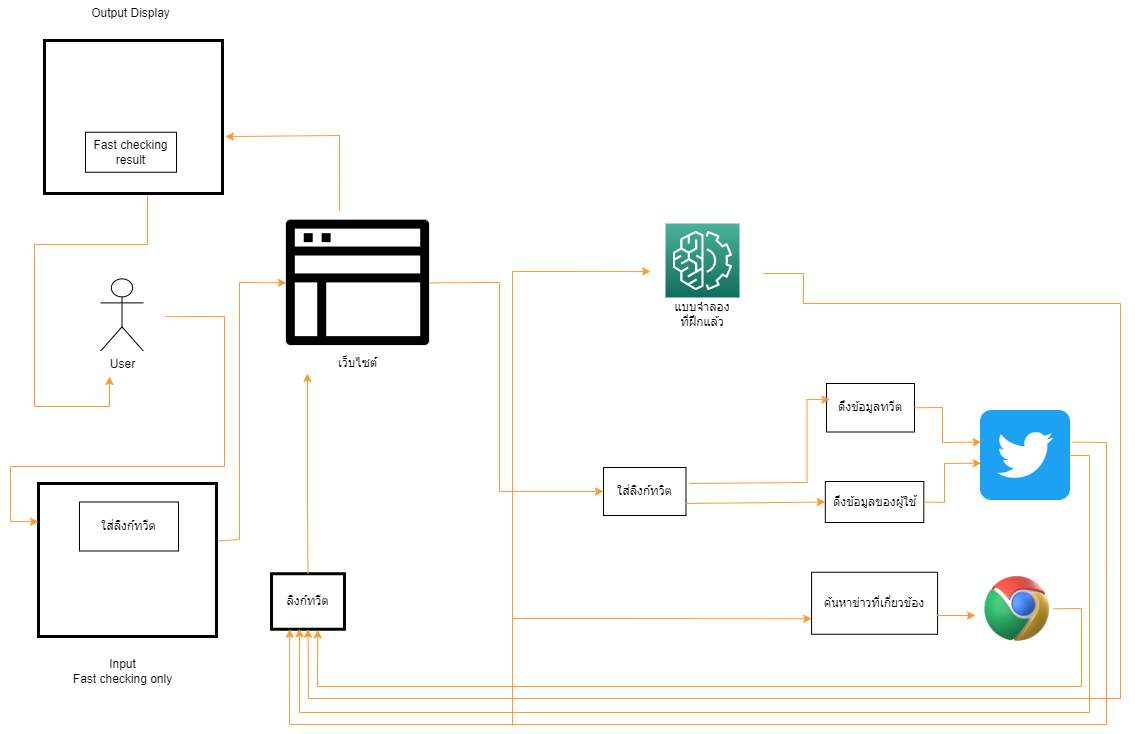 Output Display
Fast checking
result
User
เว็บไซต์
แบบจำลอง
ที่ฝึกแล้ว
ดึงข้อมูลทวีต
ใส่ลิงก์ทวีต
ดึงข้อมูลของผู้ใช้
ใส่ลิงก์ทวีต
ลิงก์ทวีต
ค้นหาข่าวที่เกี่ยวข้อง
Input
Fast checking only